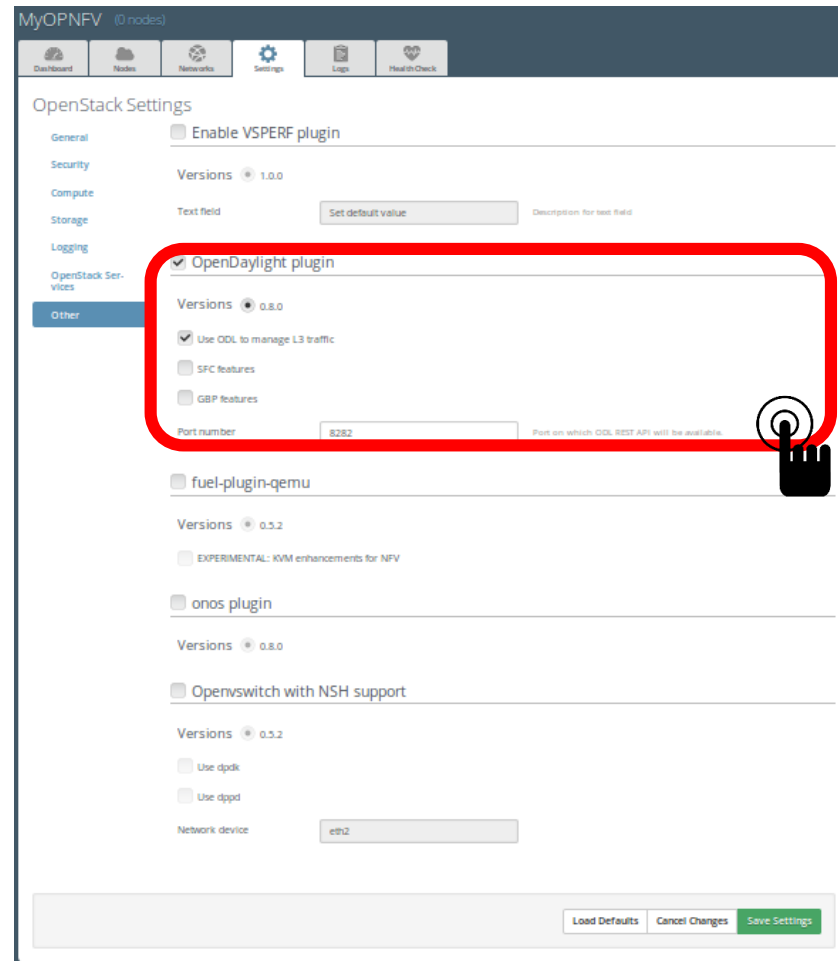 MyOPNFV (0 nodes)
Dashboard Nodes Networks Settings Logs Health Check
OpenStack Settings
General
Security
Compute
Storage
Logging
OpenStack Ser-
vices
Other
Enable VSPERF plugin
Versions 1.0.0
Text field Set default value Description for text field
OpenDaylight plugin
Versions 0.8.0
Use ODL to manage L3 traffic
SFC features
GBP features
Port number 8282 Port on which ODL REST API will be available.
fuel-plugin-qemu
Versions 0.5.2
EXPERIMENTAL: KVM enhancements for NFV
onos plugin
Versions 0.8.0
Openvswitch with NSH support
Versions 0.5.2
Use dpdk
Use dppd
Network device eth2
Load Defaults Cancel Changes Save Settings